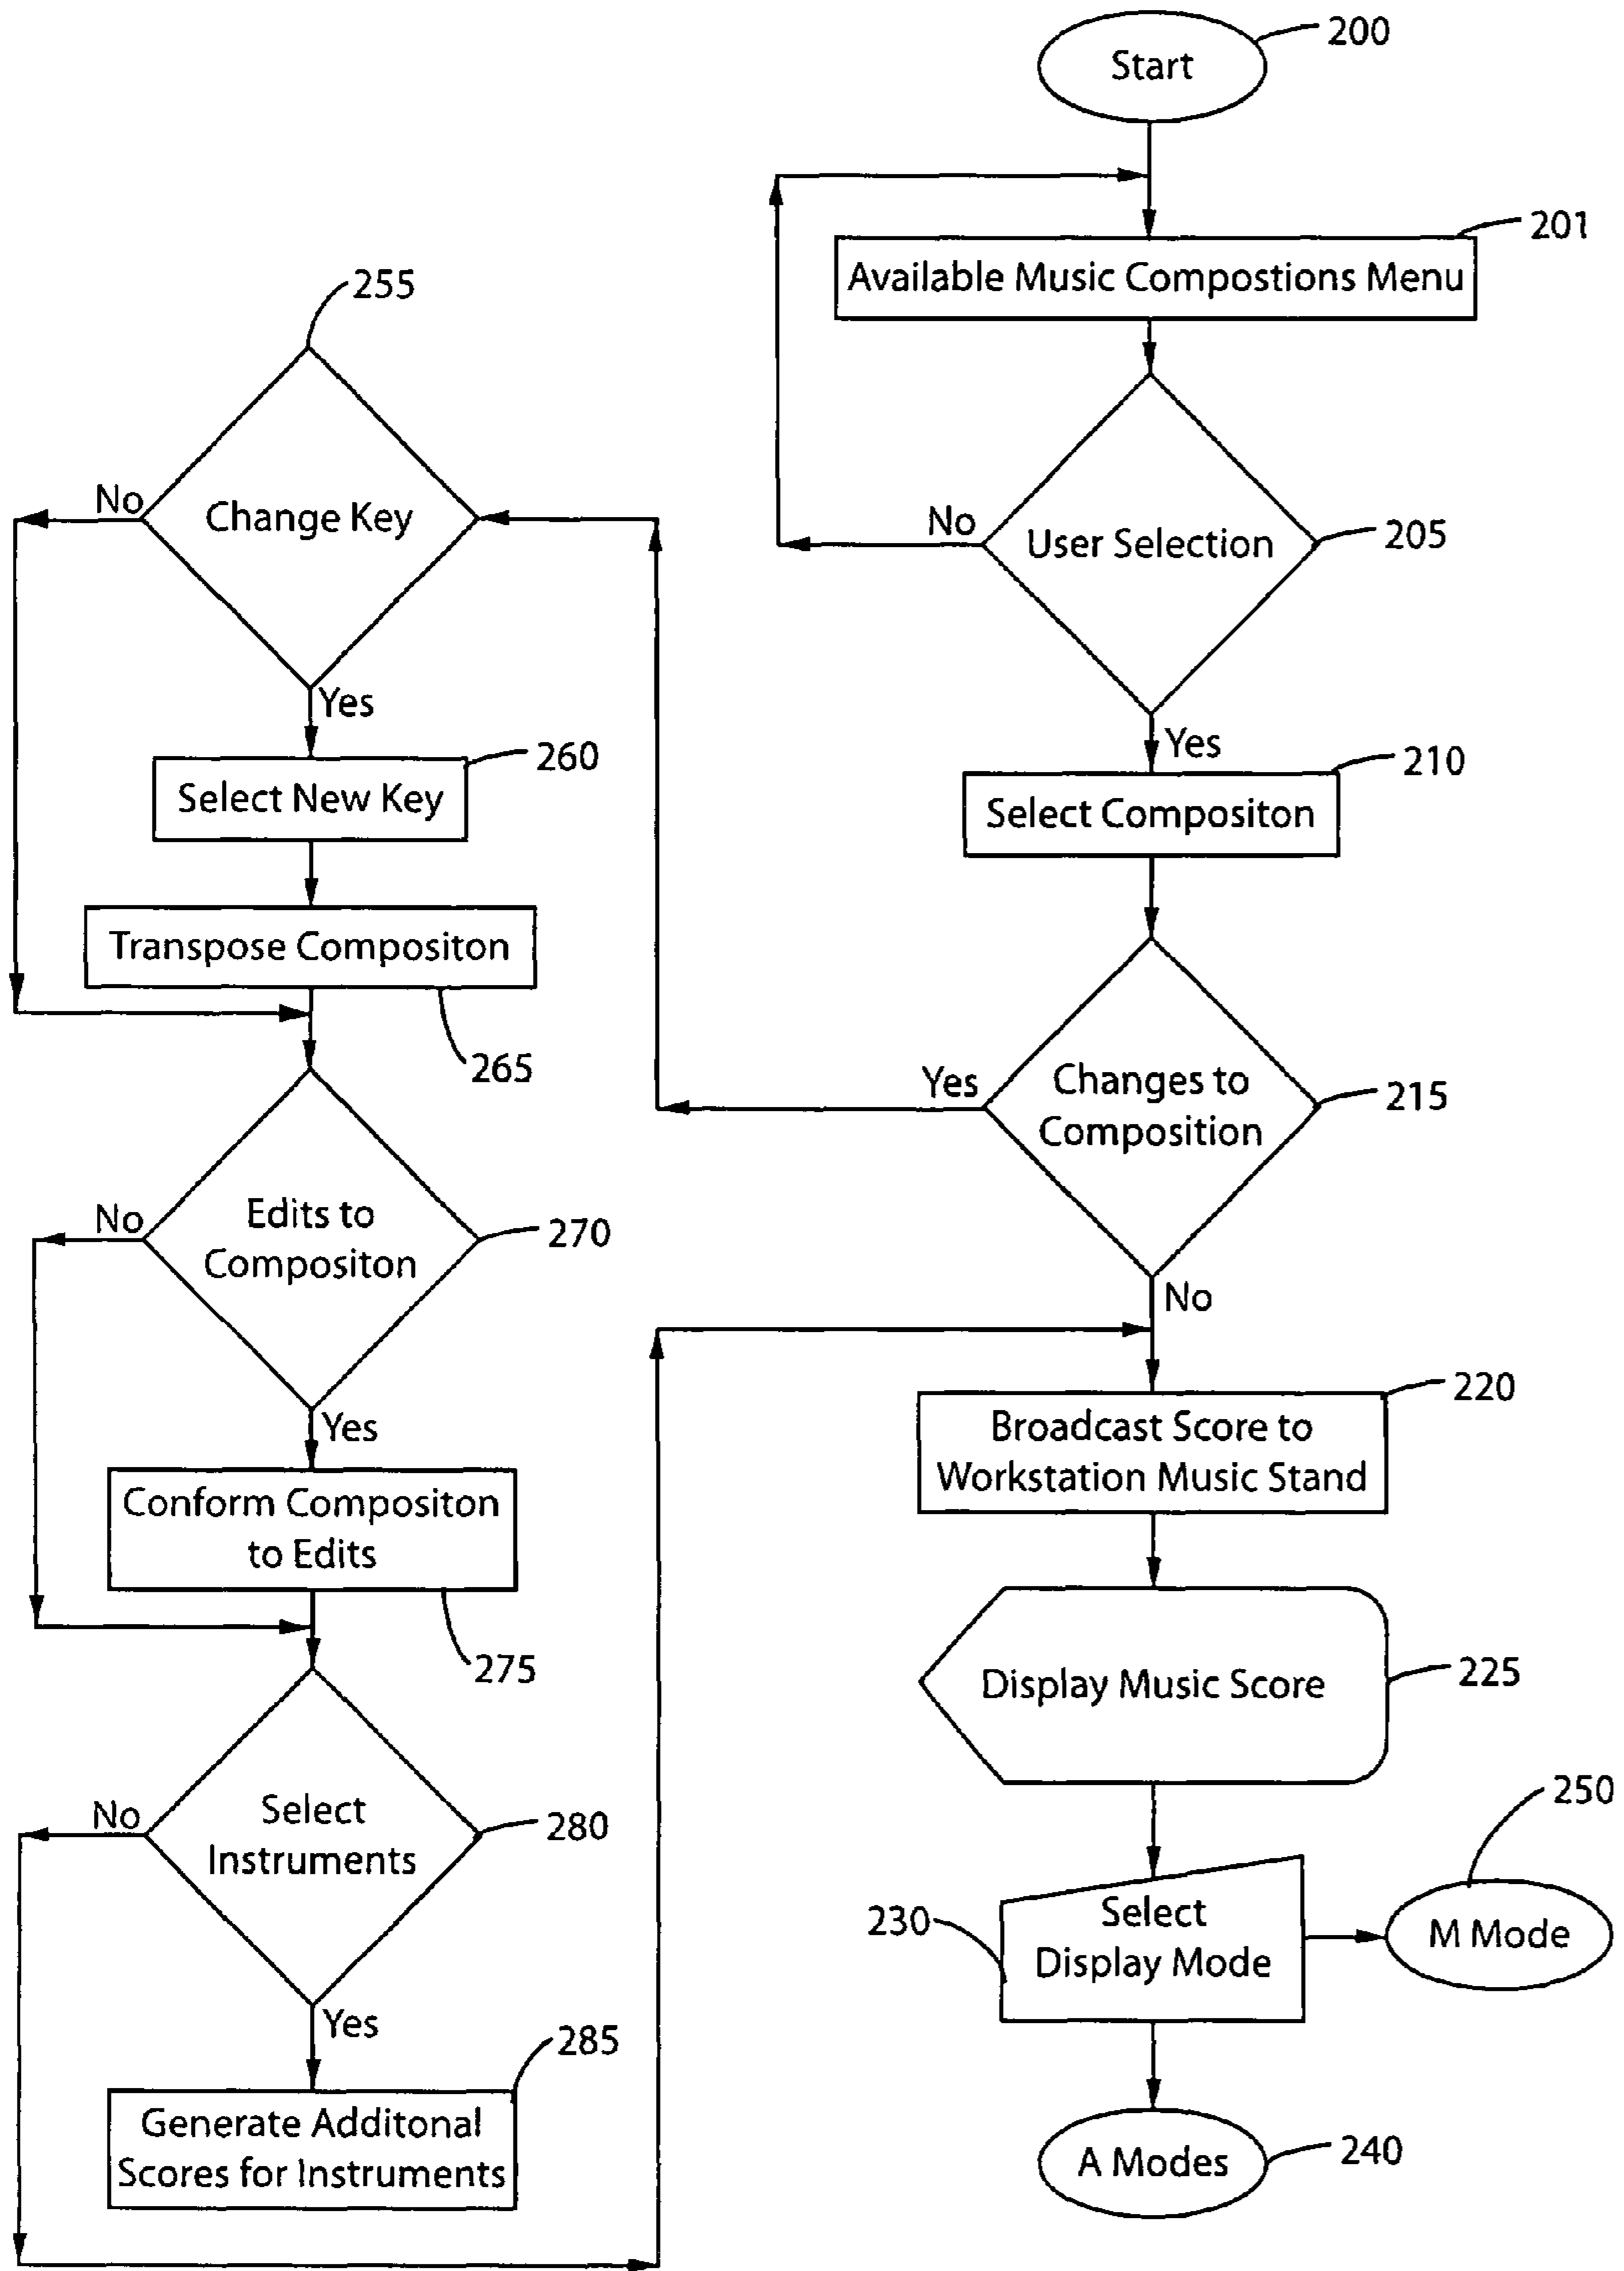 200
Start
201
Available Music Compostions Menu
No
User Selection
205
Yes
210
Select Compositon
Yes
Changes to
Composition
215
No
220
Broadcast Score to
Workstation Music Stand
Display Music Score
225
250
230
Select
Display Mode
M Mode
A Modes
240
255
No
Change Key
Yes
260
Select New Key
Transpose Compositon
265
No
Edits to
Compositon
270
Yes
Conform Compositon
to Edits
275
No
Select
Instruments
280
Yes
285
Generate Additonal
Scores for Instruments